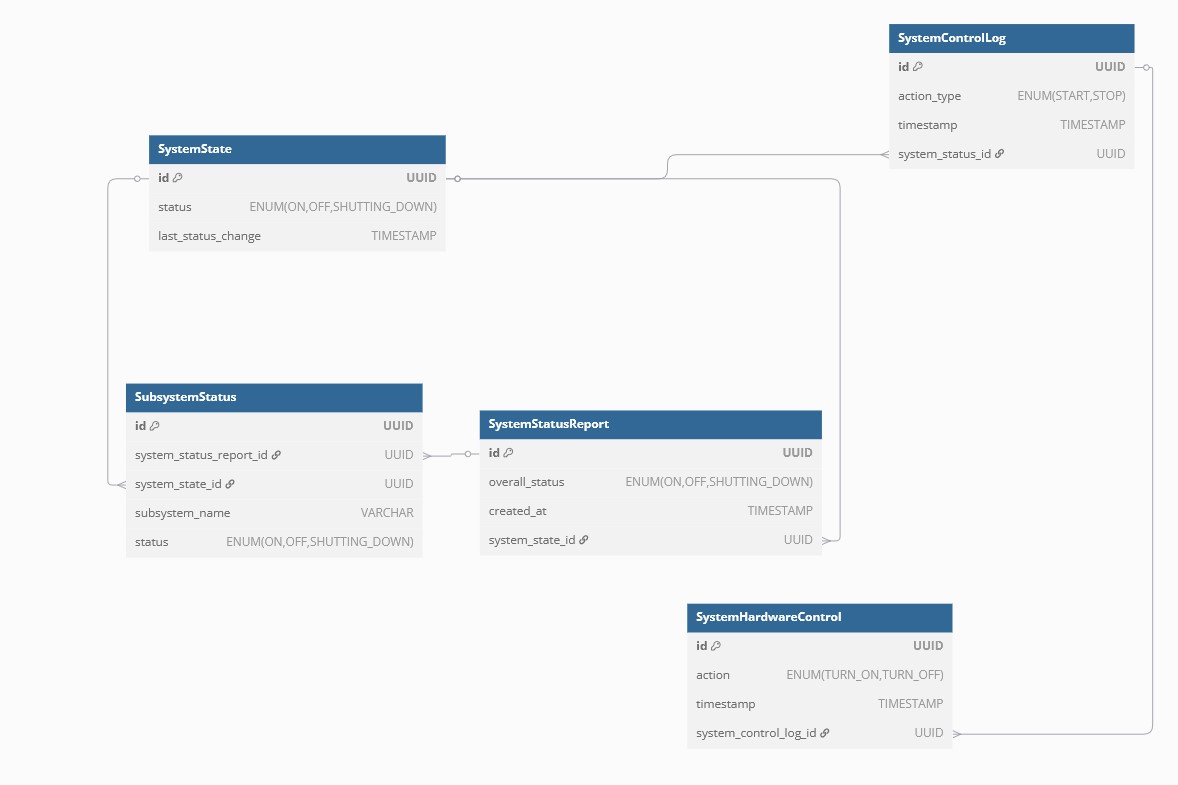 SystemControlLog
id UUID
action_type ENUM(START,STOP)
timestamp TIMESTAMP
system_status_id UUID
SystemState
id UUID
status ENUM(ON,OFF,SHUTTING_DOWN)
last_status_change TIMESTAMP
SubsystemStatus
id UUID
system_status_report_id UUID
system_state_id UUID
subsystem_name VARCHAR
status ENUM(ON,OFF,SHUTTING_DOWN)
SystemStatusReport
id UUID
overall_status ENUM(ON,OFF,SHUTTING_DOWN)
created_at TIMESTAMP
system_state_id UUID
SystemHardwareControl
id UUID
action ENUM(TURN_ON,TURN_OFF)
timestamp TIMESTAMP
system_control_log_id UUID